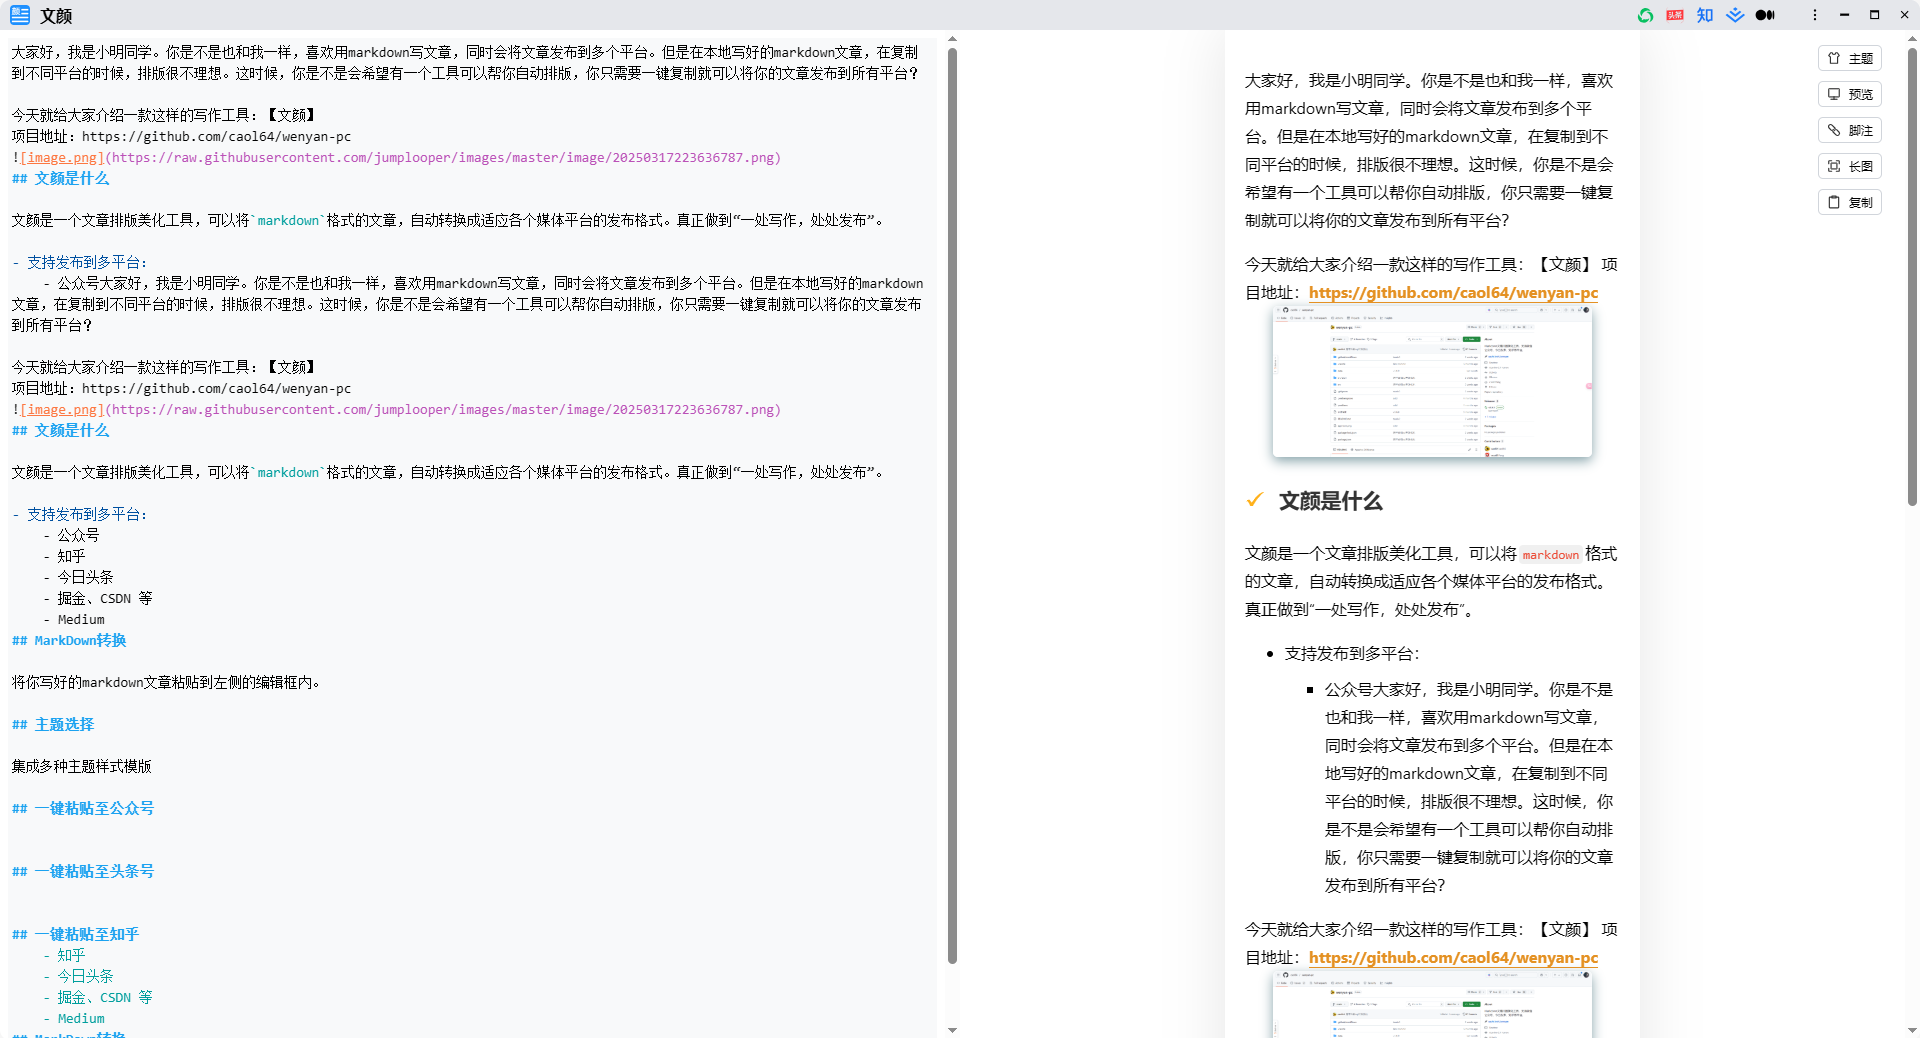 文颜
头条
知
大家好，我是小明同学。你是不是也和我一样，喜欢用markdown写文章，同时会将文章发布到多个平台。但是在本地写好的markdown文章，在复制
到不同平台的时候，排版很不理想。这时候，你是不是会希望有一个工具可以帮你自动排版，你只需要一键复制就可以将你的文章发布到所有平台？
今天就给大家介绍一款这样的写作工具：【文颜】
项目地址：https://github.com/caol64/wenyan-pc
![image.png](https://raw.githubusercontent.com/jumplooper/images/master/image/20250317223636787.png)
## 文颜是什么
文颜是一个文章排版美化工具，可以将`markdown`格式的文章，自动转换成适应各个媒体平台的发布格式。真正做到“一处写作，处处发布”。
- 支持发布到多平台：
- 公众号大家好，我是小明同学。你是不是也和我一样，喜欢用markdown写文章，同时会将文章发布到多个平台。但是在本地写好的markdown
文章，在复制到不同平台的时候，排版很不理想。这时候，你是不是会希望有一个工具可以帮你自动排版，你只需要一键复制就可以将你的文章发布
到所有平台？
今天就给大家介绍一款这样的写作工具：【文颜】
项目地址：https://github.com/caol64/wenyan-pc
![image.png](https://raw.githubusercontent.com/jumplooper/images/master/image/20250317223636787.png)
## 文颜是什么
文颜是一个文章排版美化工具，可以将`markdown`格式的文章，自动转换成适应各个媒体平台的发布格式。真正做到“一处写作，处处发布”。
- 支持发布到多平台：
- 公众号
- 知乎
- 今日头条
- 掘金、CSDN 等
- Medium
## MarkDown转换
将你写好的markdown文章粘贴到左侧的编辑框内。
## 主题选择
集成多种主题样式模版
## 一键粘贴至公众号
## 一键粘贴至头条号
## 一键粘贴至知乎
- 知乎
- 今日头条
- 掘金、CSDN 等
- Medium
## MarkDown转换
大家好，我是小明同学。你是不是也和我一样，喜欢
用markdown写文章，同时会将文章发布到多个平
台。但是在本地写好的markdown文章，在复制到不
同平台的时候，排版很不理想。这时候，你是不是会
希望有一个工具可以帮你自动排版，你只需要一键复
制就可以将你的文章发布到所有平台？
今天就给大家介绍一款这样的写作工具：【文颜】 项
目地址：https://github.com/caol64/wenyan-pc
文颜是什么
文颜是一个文章排版美化工具，可以将 markdown 格式
的文章，自动转换成适应各个媒体平台的发布格式。
真正做到“一处写作，处处发布”。
支持发布到多平台：
公众号大家好，我是小明同学。你是不是
也和我一样，喜欢用markdown写文章，
同时会将文章发布到多个平台。但是在本
地写好的markdown文章，在复制到不同
平台的时候，排版很不理想。这时候，你
是不是会希望有一个工具可以帮你自动排
版，你只需要一键复制就可以将你的文章
发布到所有平台？
今天就给大家介绍一款这样的写作工具：【文颜】 项
目地址：https://github.com/caol64/wenyan-pc
主题
预览
脚注
长图
复制